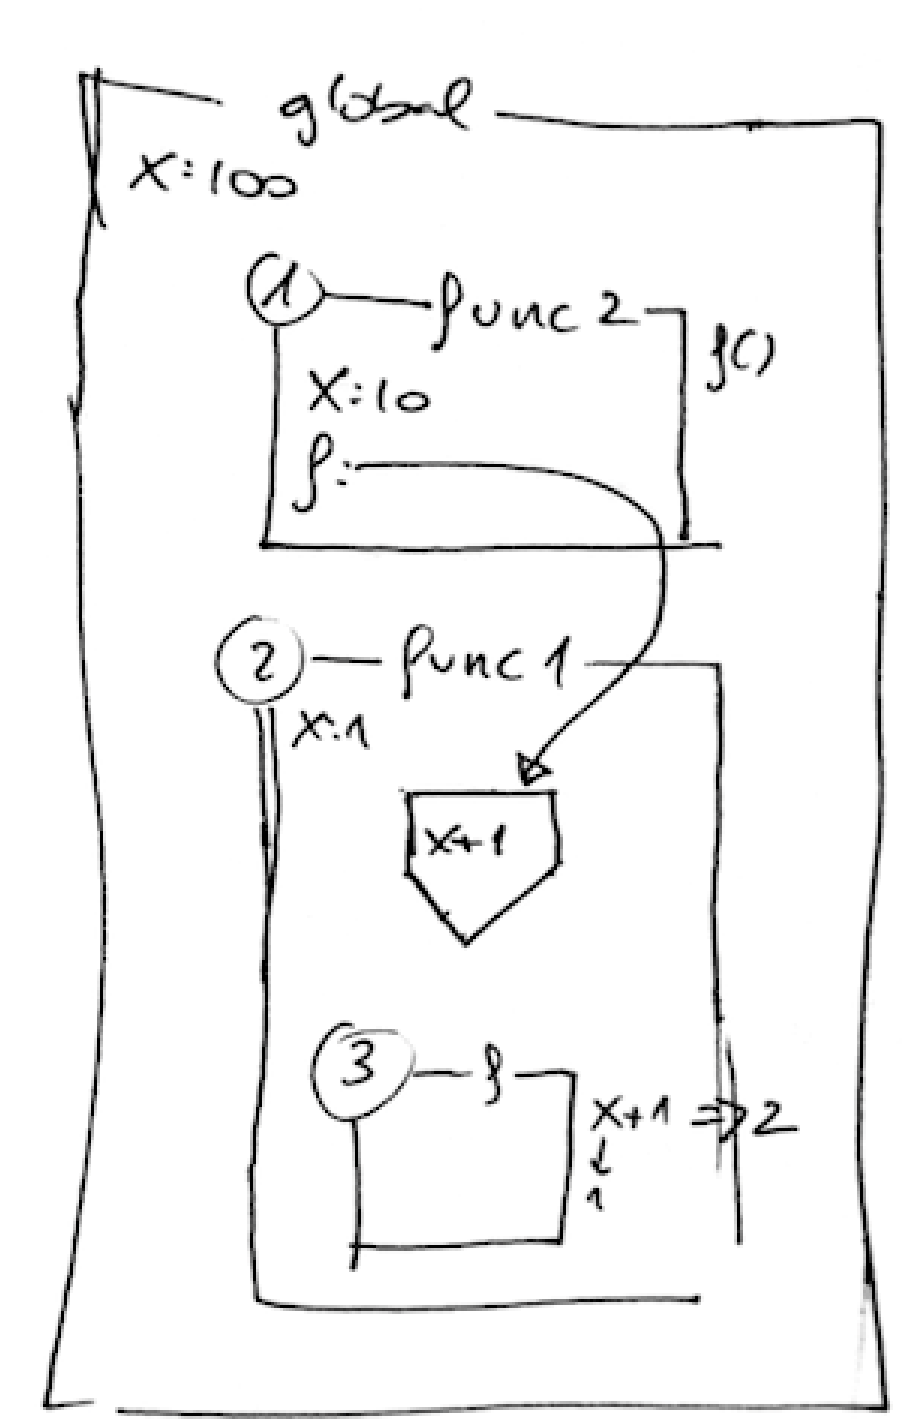 global
X:100
1 func 2
f()
X:10
f:
2 func 1
X:1
x+1
3 f
X+1 => 2
↓
1